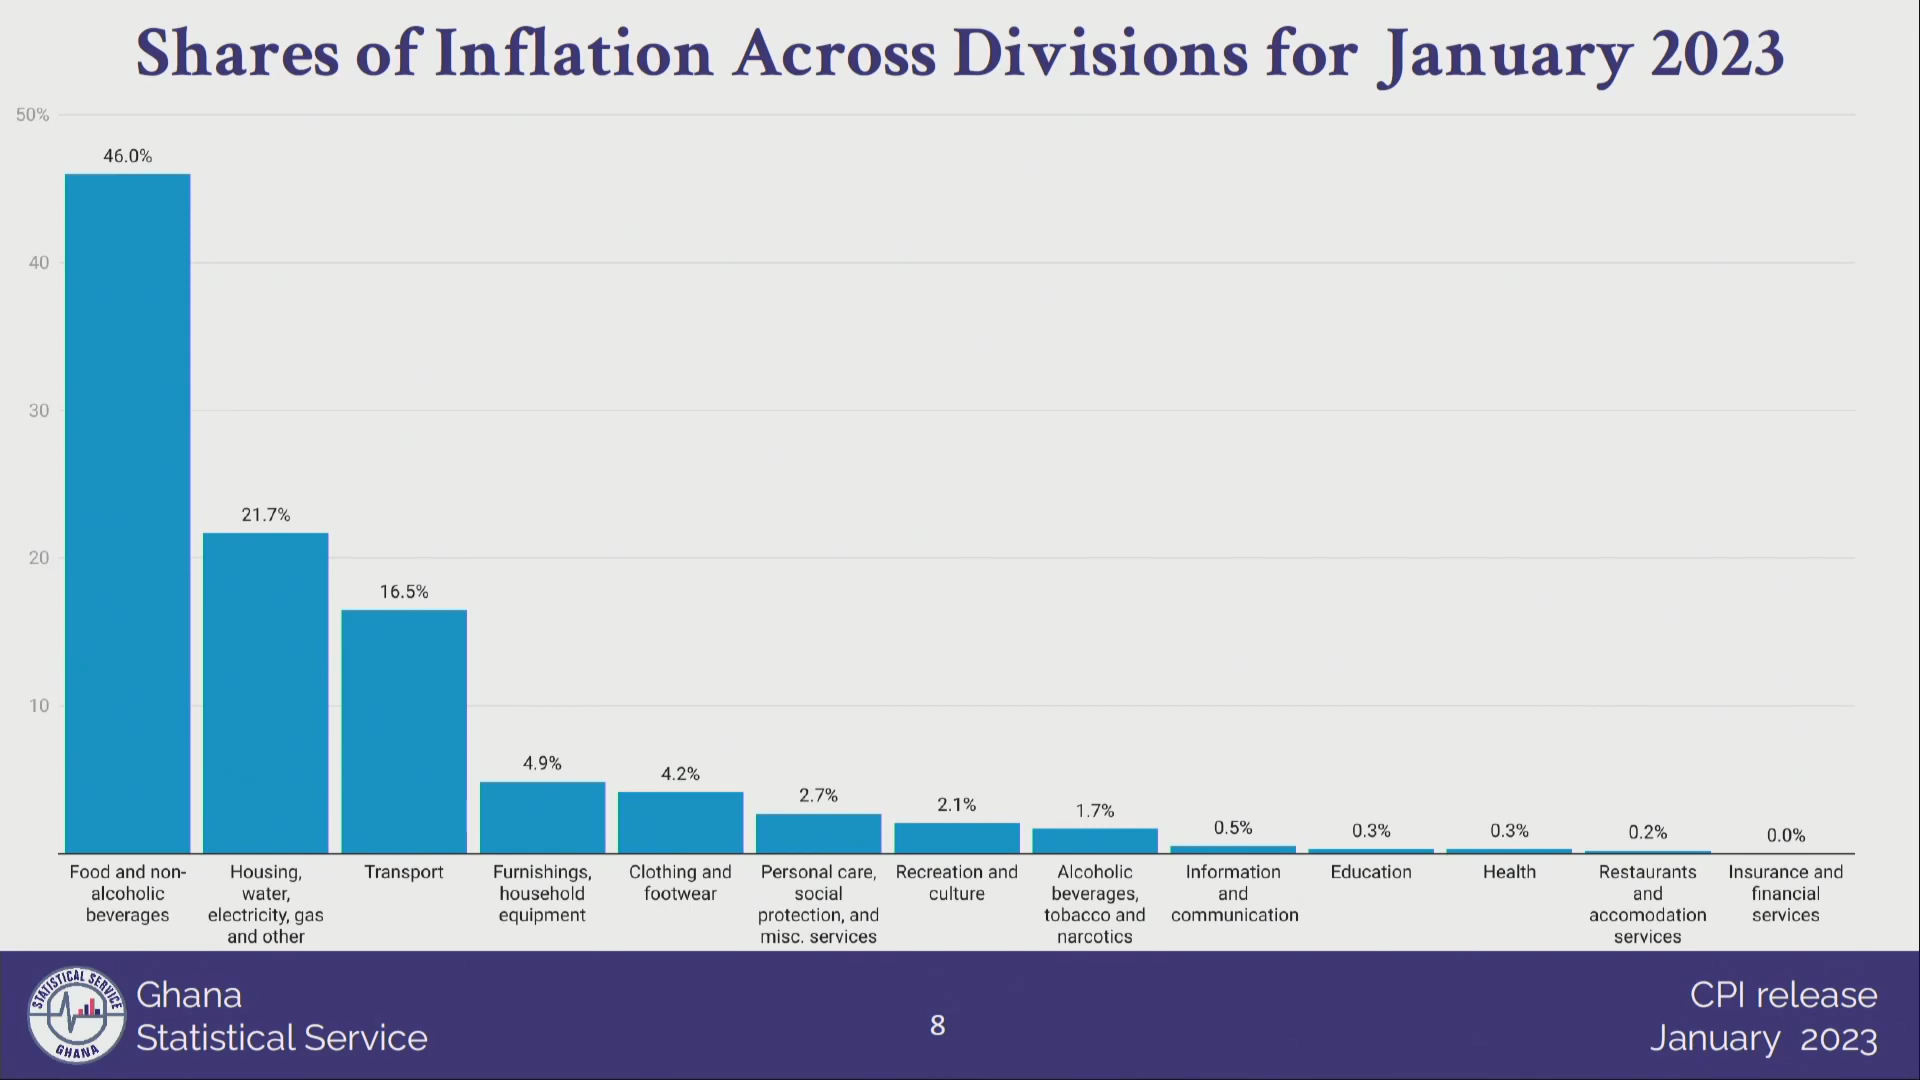 Shares of Inflation Across Divisions for January 2023
50%
40
30
20
10
46.0%
21.7%
16.5%
4.9%
4.2%
2.7%
2.1%
1.7%
0.5%
0.3%
0.3%
0.2%
0.0%
Food and non-
alcoholic
beverages
Housing,
water,
electricity, gas
and other
Transport
Furnishings,
household
equipment
Clothing and
footwear
Personal care,
social
protection, and
misc. services
Recreation and
culture
Alcoholic
beverages,
tobacco and
narcotics
Information
and
communication
Education
Health
Restaurants
and
accomodation
services
Insurance and
financial
services
STATISTICAL SERVICE
GHANA
Ghana
Statistical Service
8
CPI release
January 2023